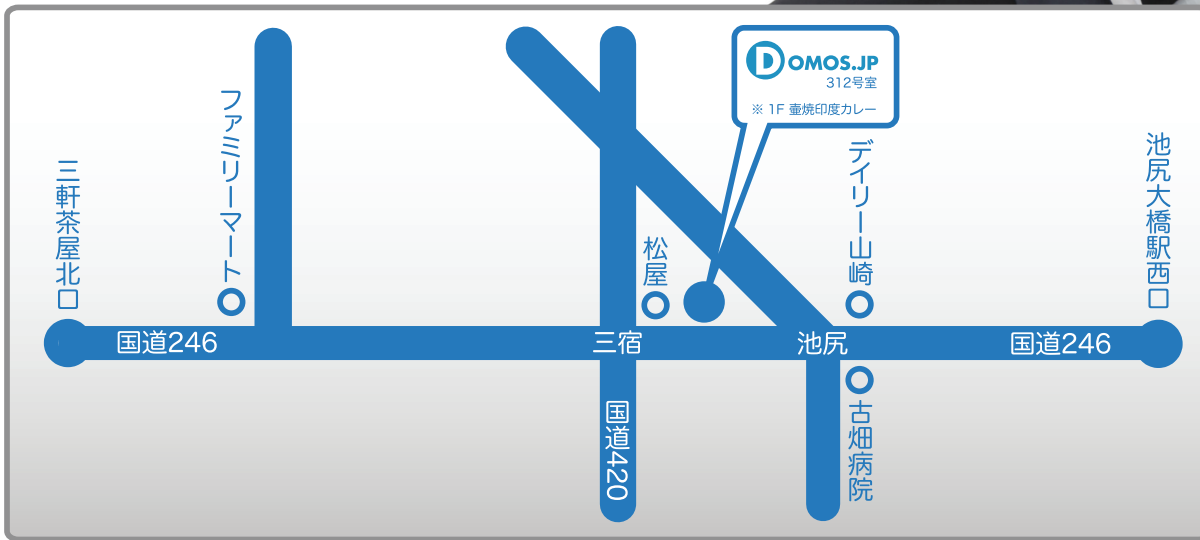 DOMOS.JP
312号室
※ 1F 壷焼印度カレー
三軒茶屋北口
ファミリーマート
松屋
デイリー山崎
池尻大橋駅西口
国道246
三宿
池尻
国道246
国道420
古畑病院